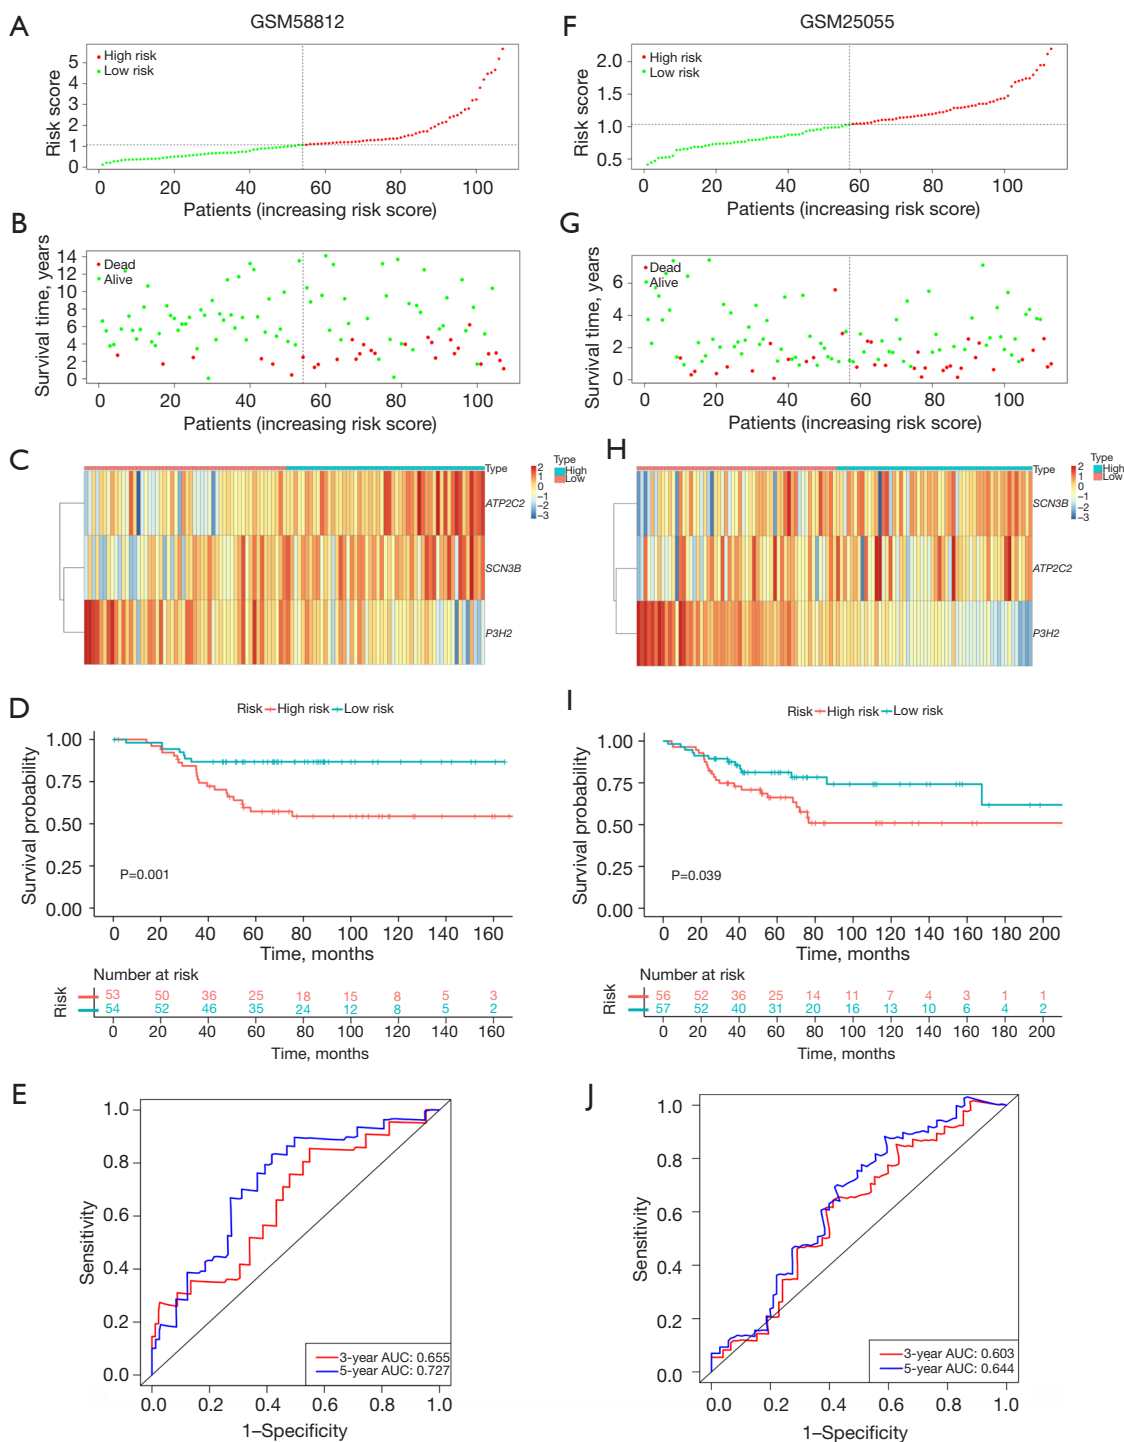 A
GSM58812
High risk
Low risk
Risk score
5
4
3
2
1
0
0 20 40 60 80 100
Patients (increasing risk score)
B
Dead
Alive
Survival time, years
14
12
10
8
6
4
2
0
0 20 40 60 80 100
Patients (increasing risk score)
C
Type
ATP2C2
SCN3B
P3H2
2
1
0
−1
−2
−3
Type
High
Low
D
Risk High risk Low risk
Survival probability
1.00
0.75
0.50
0.25
0.00
P=0.001
0 20 40 60 80 100 120 140 160
Time, months
Number at risk
Risk
53 50 36 25 18 15 8 5 3
54 52 46 35 24 12 8 5 2
0 20 40 60 80 100 120 140 160
Time, months
E
Sensitivity
1.0
0.8
0.6
0.4
0.2
0.0
3-year AUC: 0.655
5-year AUC: 0.727
0.0 0.2 0.4 0.6 0.8 1.0
1–Specificity
F
GSM25055
High risk
Low risk
Risk score
2.0
1.5
1.0
0.5
0 20 40 60 80 100
Patients (increasing risk score)
G
Dead
Alive
Survival time, years
6
4
2
0
0 20 40 60 80 100
Patients (increasing risk score)
H
Type
SCN3B
ATP2C2
P3H2
2
1
0
−1
−2
−3
Type
High
Low
I
Risk High risk Low risk
Survival probability
1.00
0.75
0.50
0.25
0.00
P=0.039
0 20 40 60 80 100 120 140 160 180 200
Time, months
Number at risk
Risk
56 52 36 25 14 11 7 4 3 1 1
57 52 40 31 20 16 13 10 6 4 2
0 20 40 60 80 100 120 140 160 180 200
Time, months
J
Sensitivity
1.0
0.8
0.6
0.4
0.2
0.0
3-year AUC: 0.603
5-year AUC: 0.644
0.0 0.2 0.4 0.6 0.8 1.0
1–Specificity